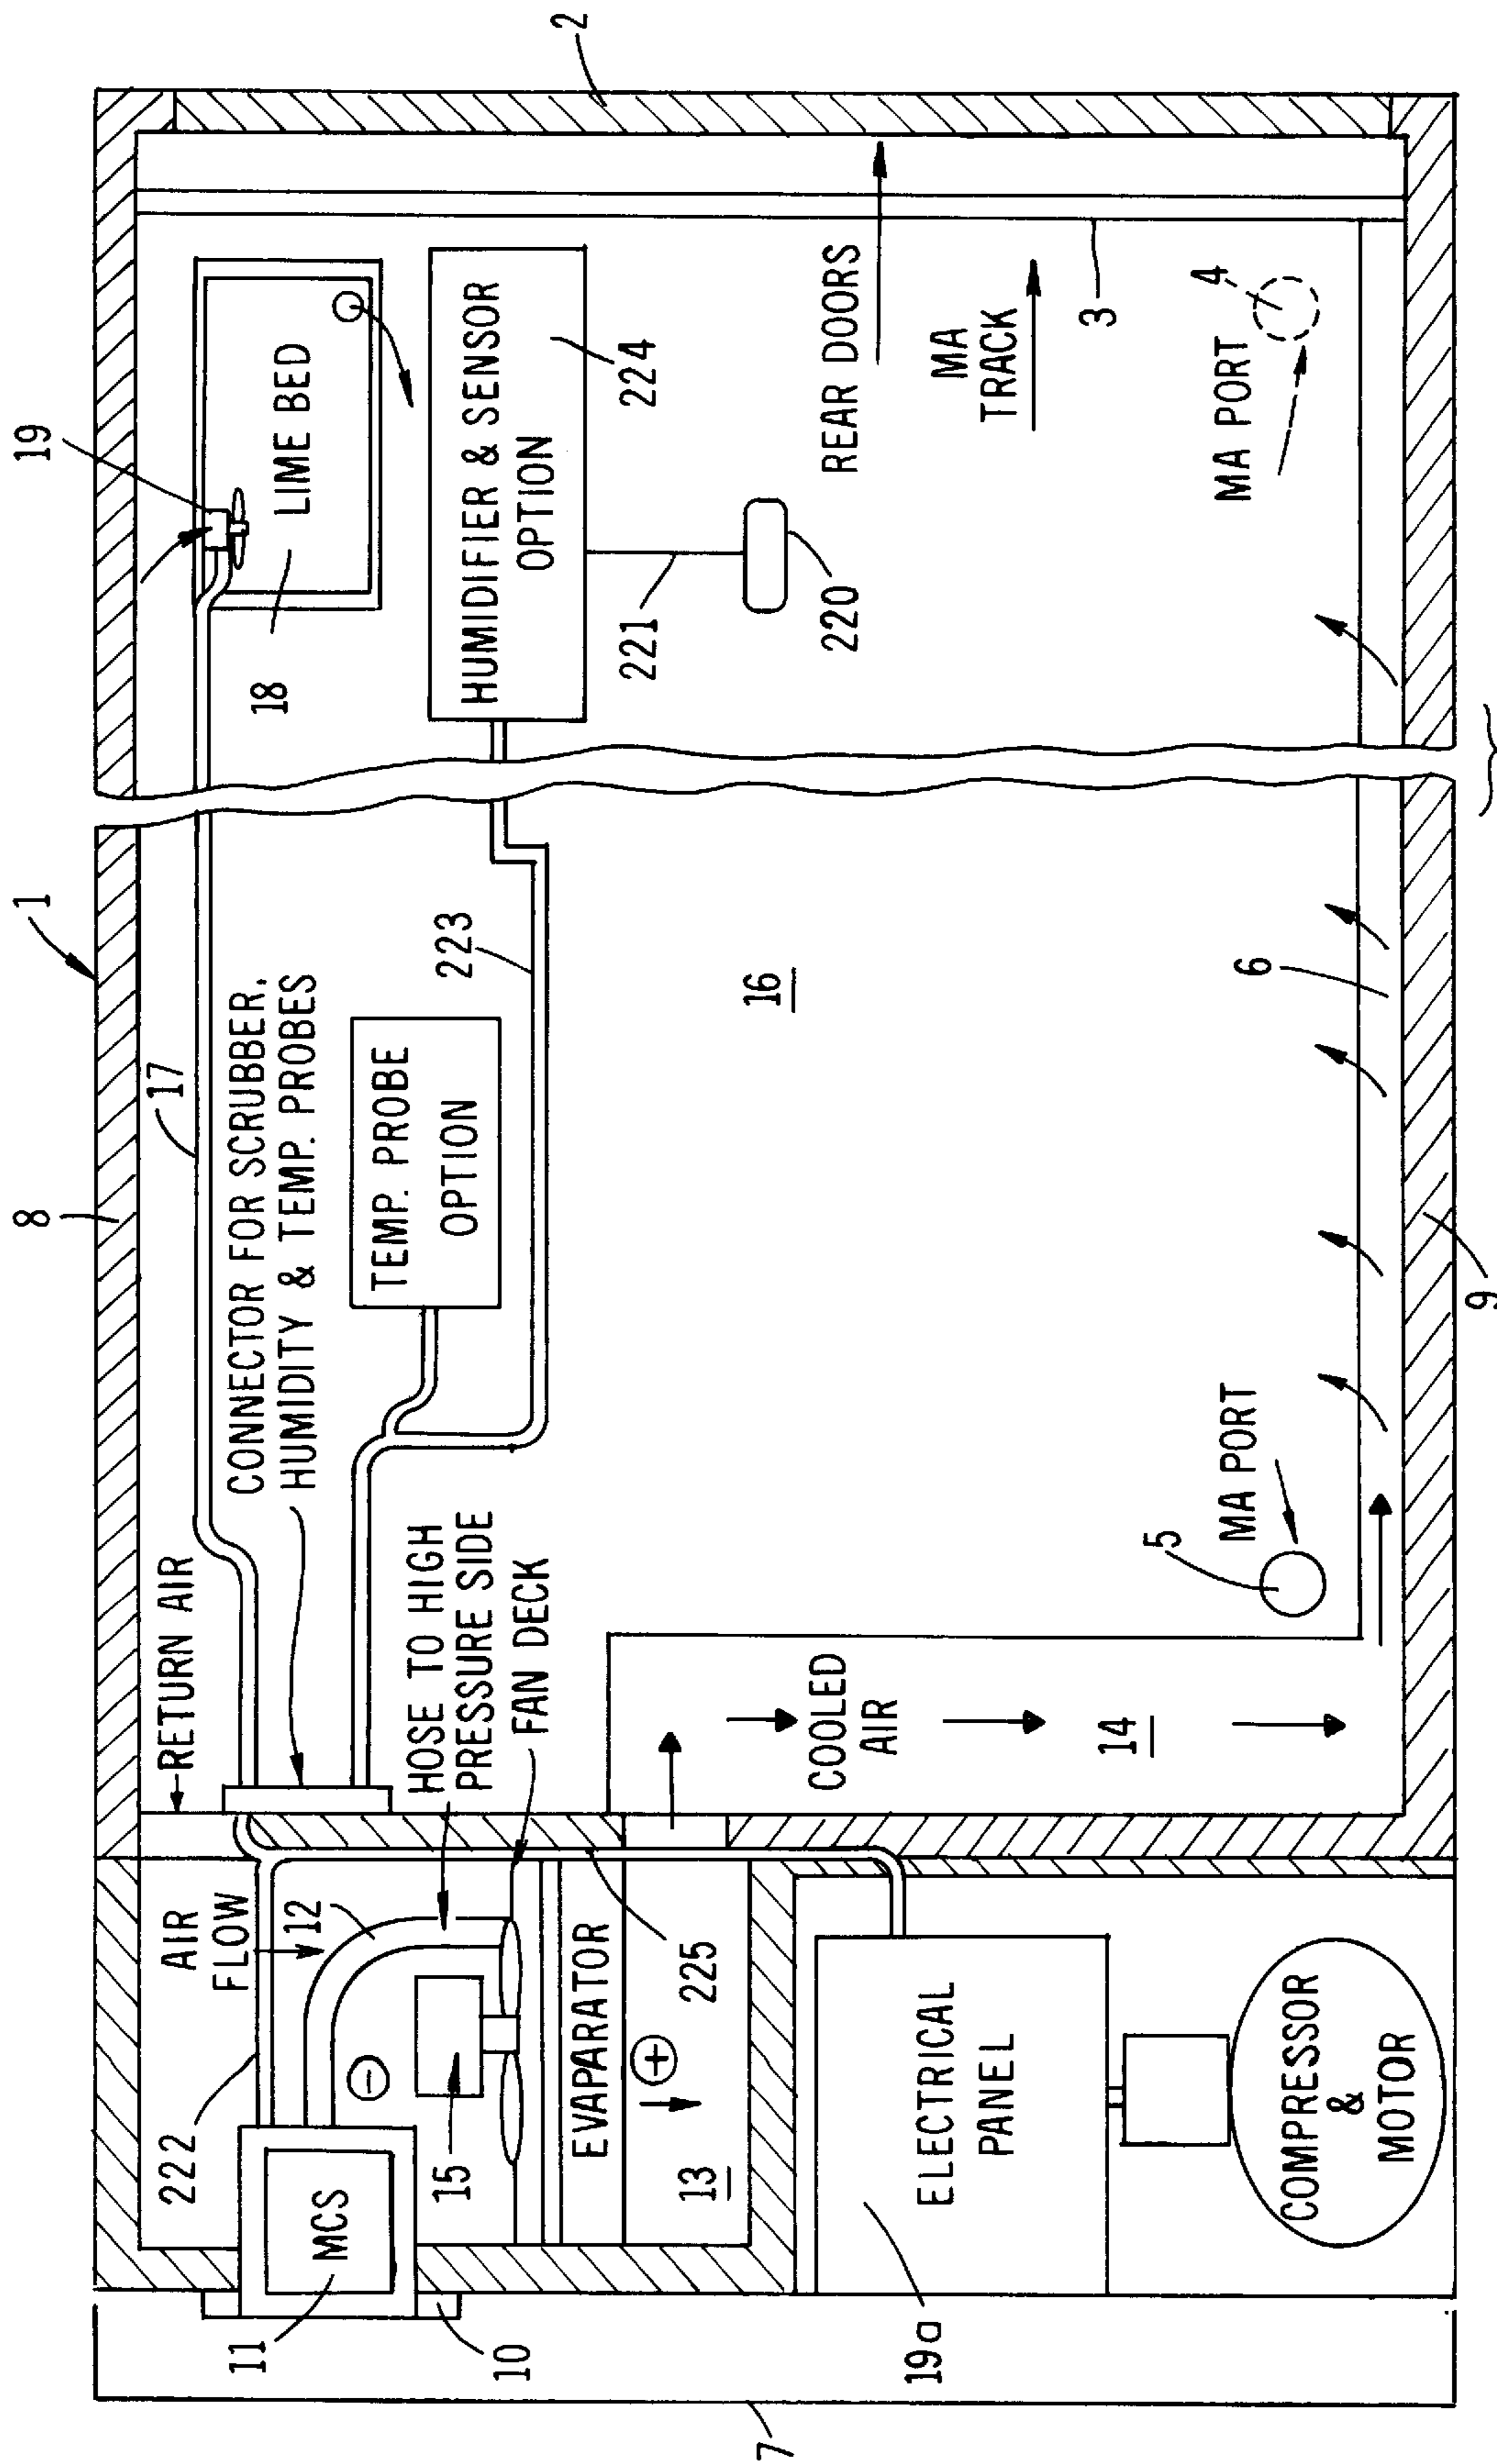 1
2
8
17
19
RETURN AIR
CONNECTOR FOR SCRUBBER,
HUMIDITY & TEMP. PROBES
LIME BED
18
AIR
FLOW
12
222
MCS
11
10
HOSE TO HIGH
PRESSURE SIDE
FAN DECK
TEMP. PROBE
OPTION
223
HUMIDIFIER & SENSOR
OPTION
224
221
220
−
15
EVAPARATOR
225
+
13
COOLED
AIR
14
16
REAR DOORS
MA
TRACK
3
ELECTRICAL
PANEL
19a
5
MA PORT
6
MA PORT
4
COMPRESSOR
&
MOTOR
9
7